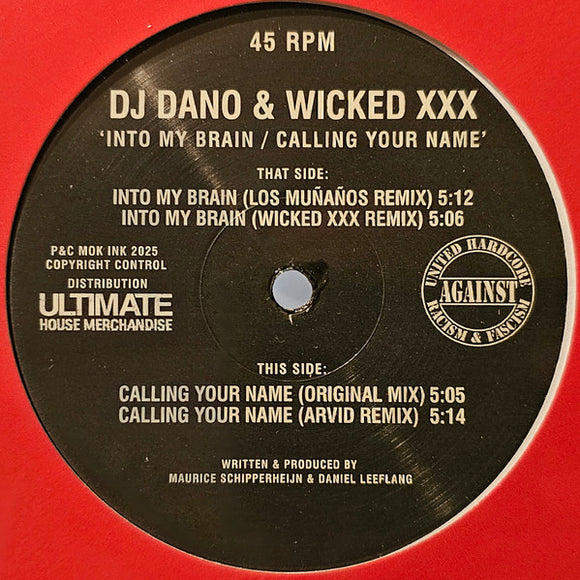 45 RPM
DJ DANO & WICKED XXX
'INTO MY BRAIN / CALLING YOUR NAME'
THAT SIDE:
INTO MY BRAIN (LOS MUÑAÑOS REMIX) 5:12
INTO MY BRAIN (WICKED XXX REMIX) 5:06
P&C MOK INK 2025
COPYRIGHT CONTROL
DISTRIBUTION
ULTIMATE
HOUSE MERCHANDISE
UNITED HARDCORE
AGAINST
RACISM & FASCISM
THIS SIDE:
CALLING YOUR NAME (ORIGINAL MIX) 5:05
CALLING YOUR NAME (ARVID REMIX) 5:14
WRITTEN & PRODUCED BY
MAURICE SCHIPPERHEIJN & DANIEL LEEFLANG